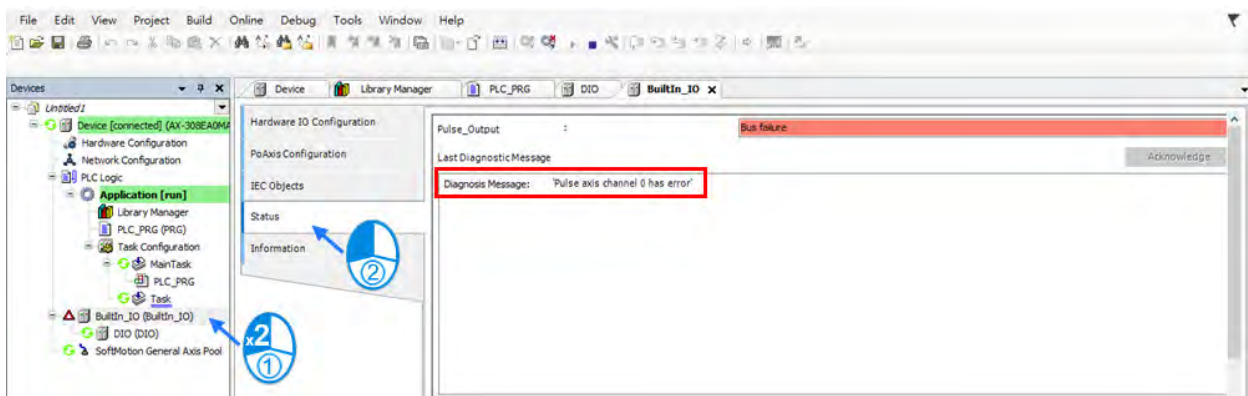 File Edit View Project Build Online Debug Tools Window Help
Devices
Device
Library Manager
PLC_PRG
DIO
BuiltIn_IO
Untitled1
Device [connected] (AX-308EA0MA
Hardware Configuration
Network Configuration
PLC Logic
Application [run]
Library Manager
PLC_PRG (PRG)
Task Configuration
MainTask
PLC_PRG
Task
BuiltIn_IO (BuiltIn_IO)
DIO (DIO)
SoftMotion General Axis Pool
x2
1
Hardware IO Configuration
PoAxis Configuration
IEC Objects
Status
Information
2
Pulse_Output : Bus failure
Last Diagnostic Message Acknowledge
Diagnosis Message: 'Pulse axis channel 0 has error'